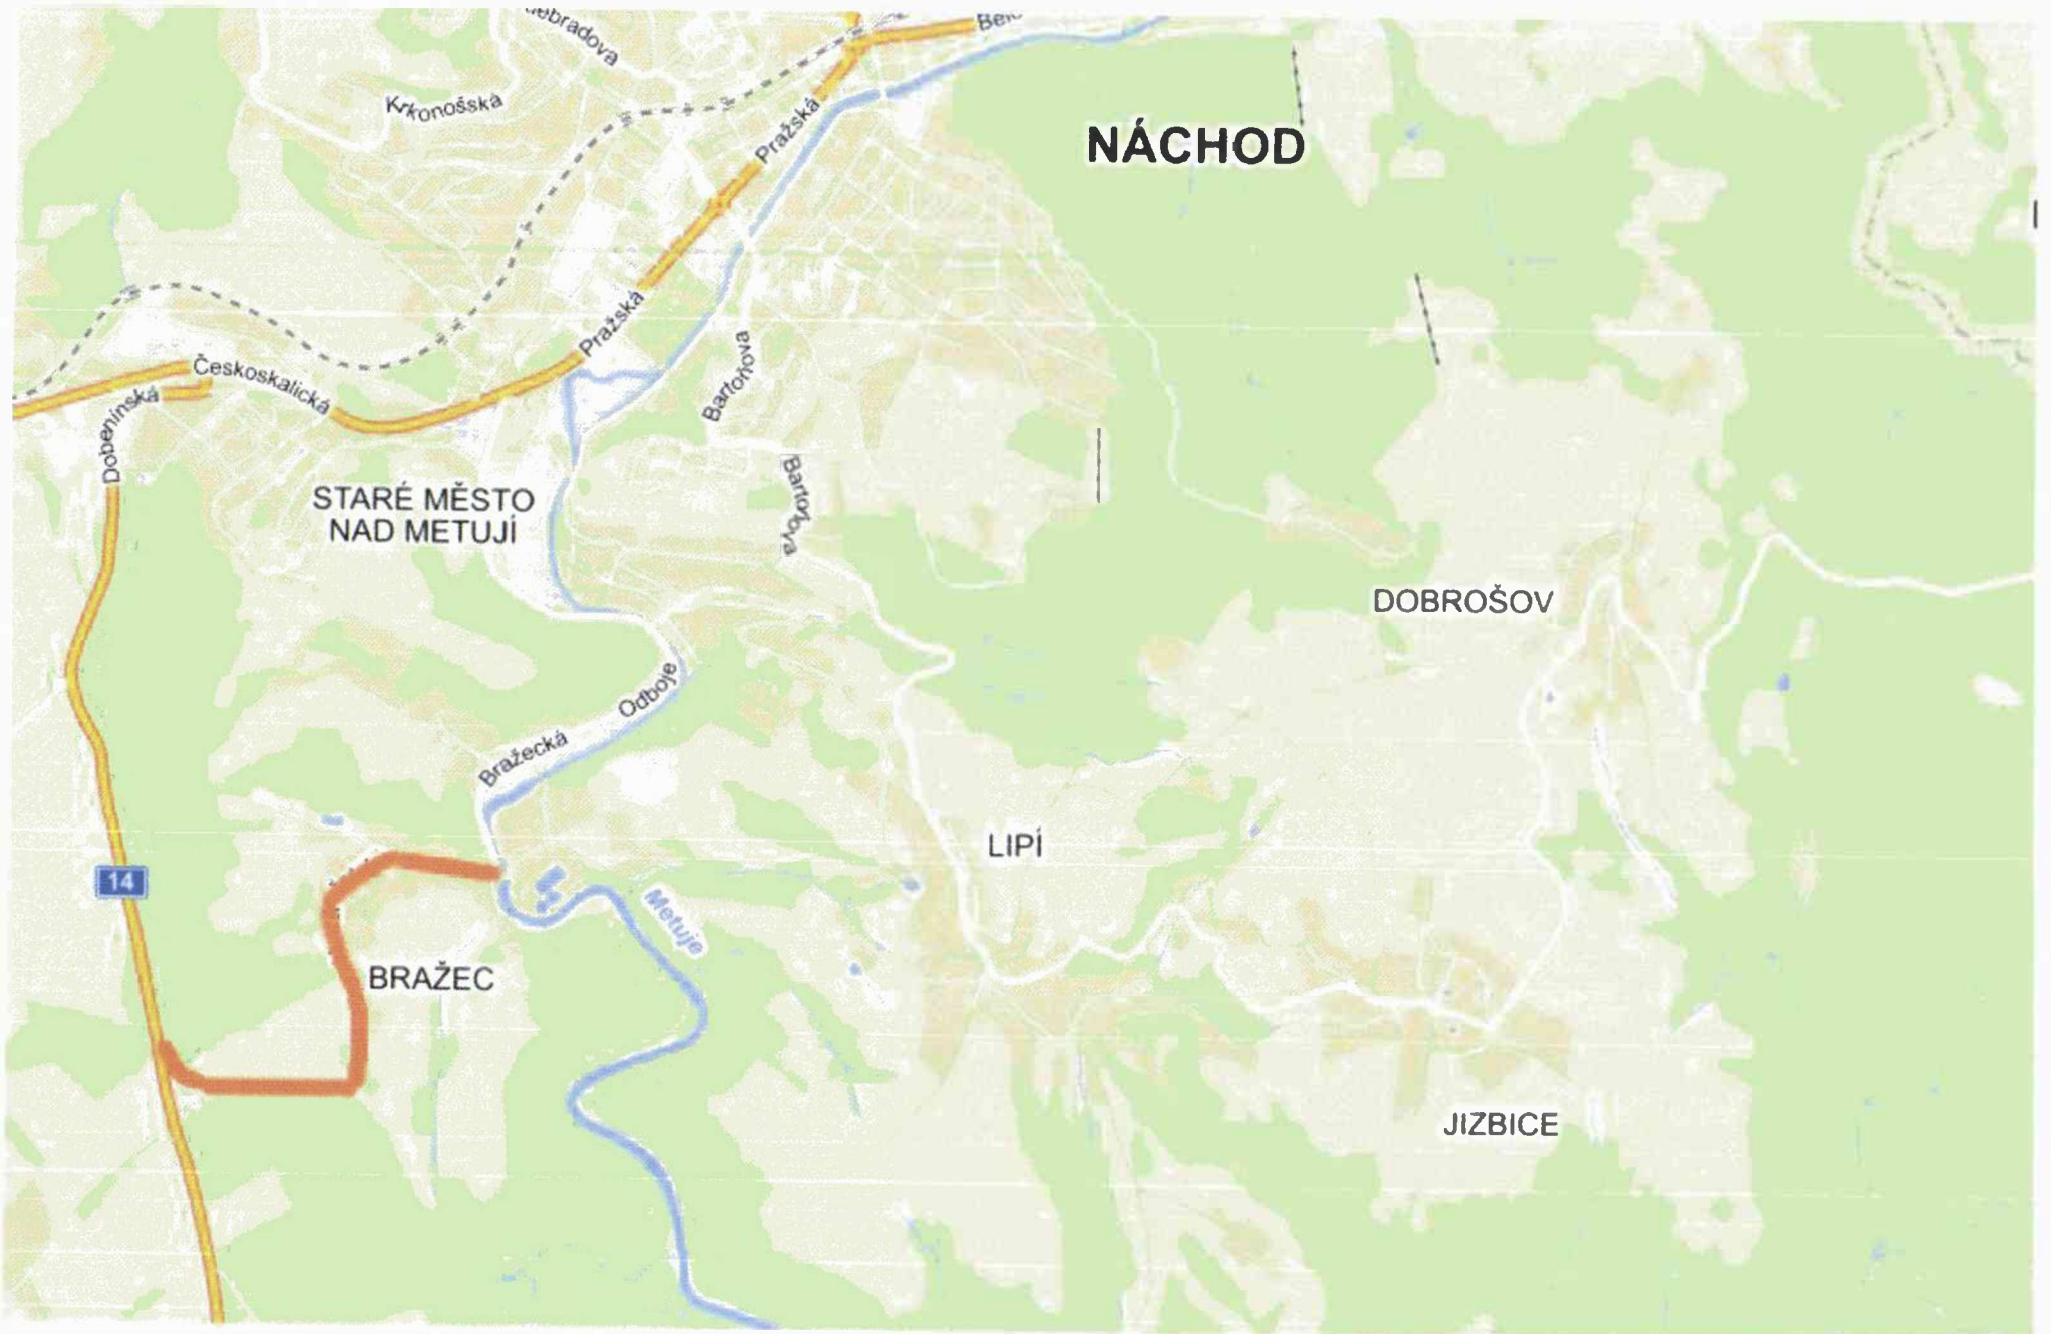 Krkonošská
Pražská
NÁCHOD
Pražská
Českoskalická
Dobenínská
Bartoňova
Bartoňova
STARÉ MĚSTO
NAD METUJÍ
DOBROŠOV
Odboje
Bražecká
LIPÍ
14
Metuje
BRAŽEC
JIZBICE